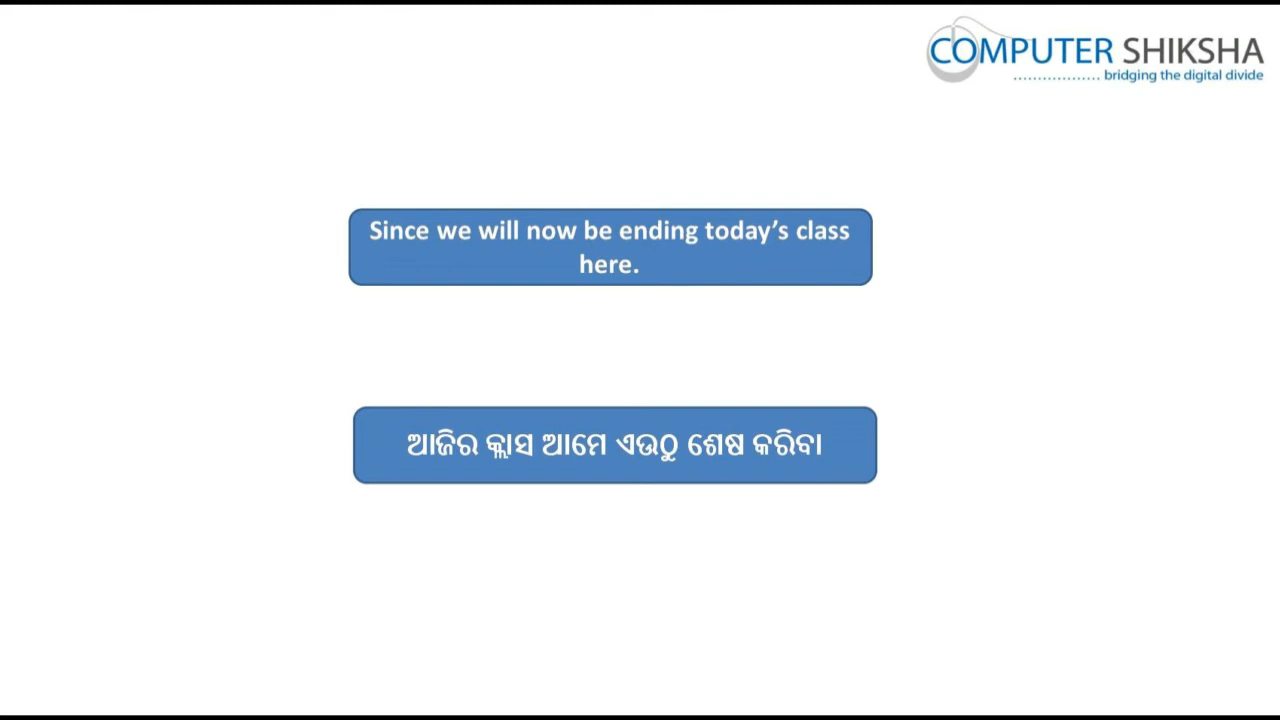 COMPUTER SHIKSHA
.................. bridging the digital divide
Since we will now be ending today’s class
here.
ଆଜିର କ୍ଲାସ ଆମେ ଏଉଠୁ ଶେଷ କରିବା